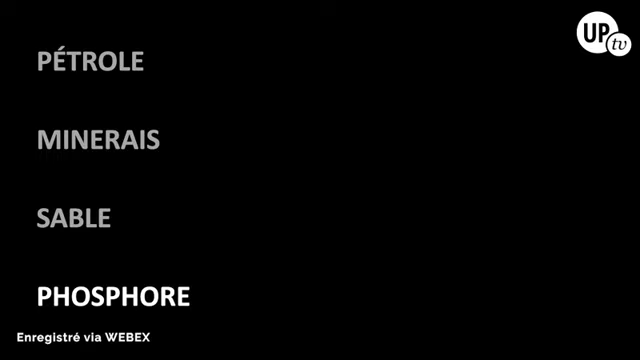 UP
tv
PÉTROLE
MINERAIS
SABLE
PHOSPHORE
Enregistré via WEBEX